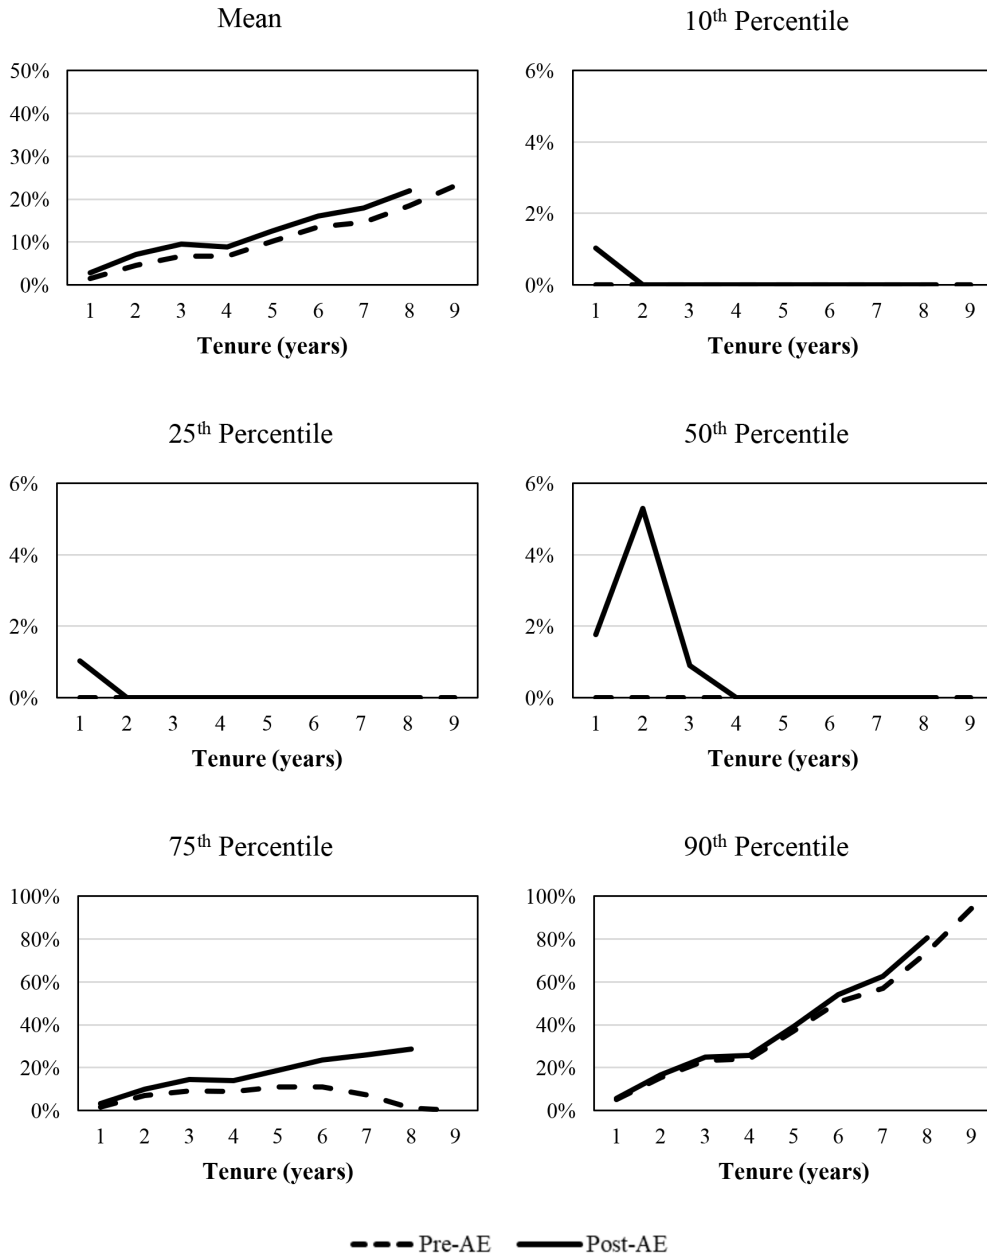 Mean
50%
40%
30%
20%
10%
0%
1 2 3 4 5 6 7 8 9
Tenure (years)
10th Percentile
6%
4%
2%
0%
1 2 3 4 5 6 7 8 9
Tenure (years)
25th Percentile
6%
4%
2%
0%
1 2 3 4 5 6 7 8 9
Tenure (years)
50th Percentile
6%
4%
2%
0%
1 2 3 4 5 6 7 8 9
Tenure (years)
75th Percentile
100%
80%
60%
40%
20%
0%
1 2 3 4 5 6 7 8 9
Tenure (years)
90th Percentile
100%
80%
60%
40%
20%
0%
1 2 3 4 5 6 7 8 9
Tenure (years)
Pre-AE Post-AE